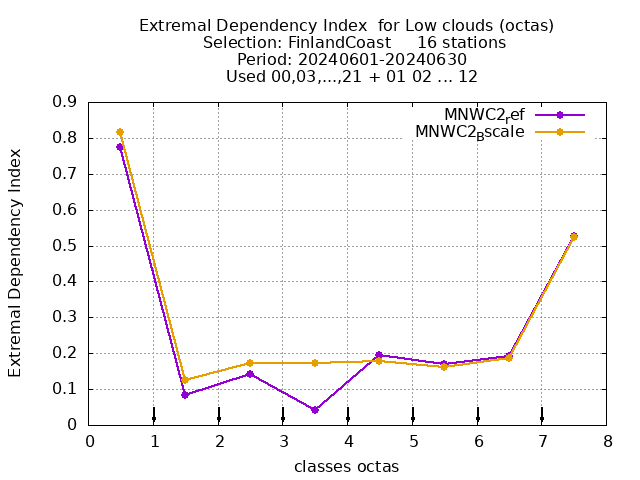 Extremal Dependency Index  for Low clouds (octas)
Selection: FinlandCoast     16 stations
Period: 20240601-20240630
Used 00,03,...,21 + 01 02 ... 12
MNWC2_ref
MNWC2_Bscale
Extremal Dependency Index
0.9
0.8
0.7
0.6
0.5
0.4
0.3
0.2
0.1
0
0 1 2 3 4 5 6 7 8
classes octas